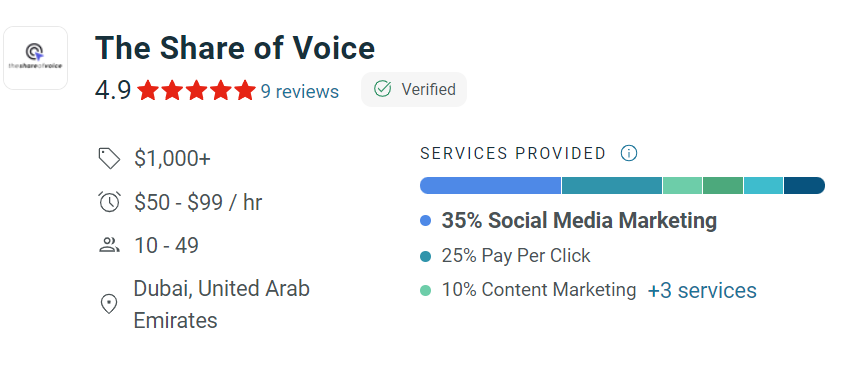 The Share of Voice
theshareofvoice
4.9 9 reviews Verified
$1,000+
$50 - $99 / hr
10 - 49
Dubai, United Arab
Emirates
SERVICES PROVIDED
35% Social Media Marketing
25% Pay Per Click
10% Content Marketing +3 services